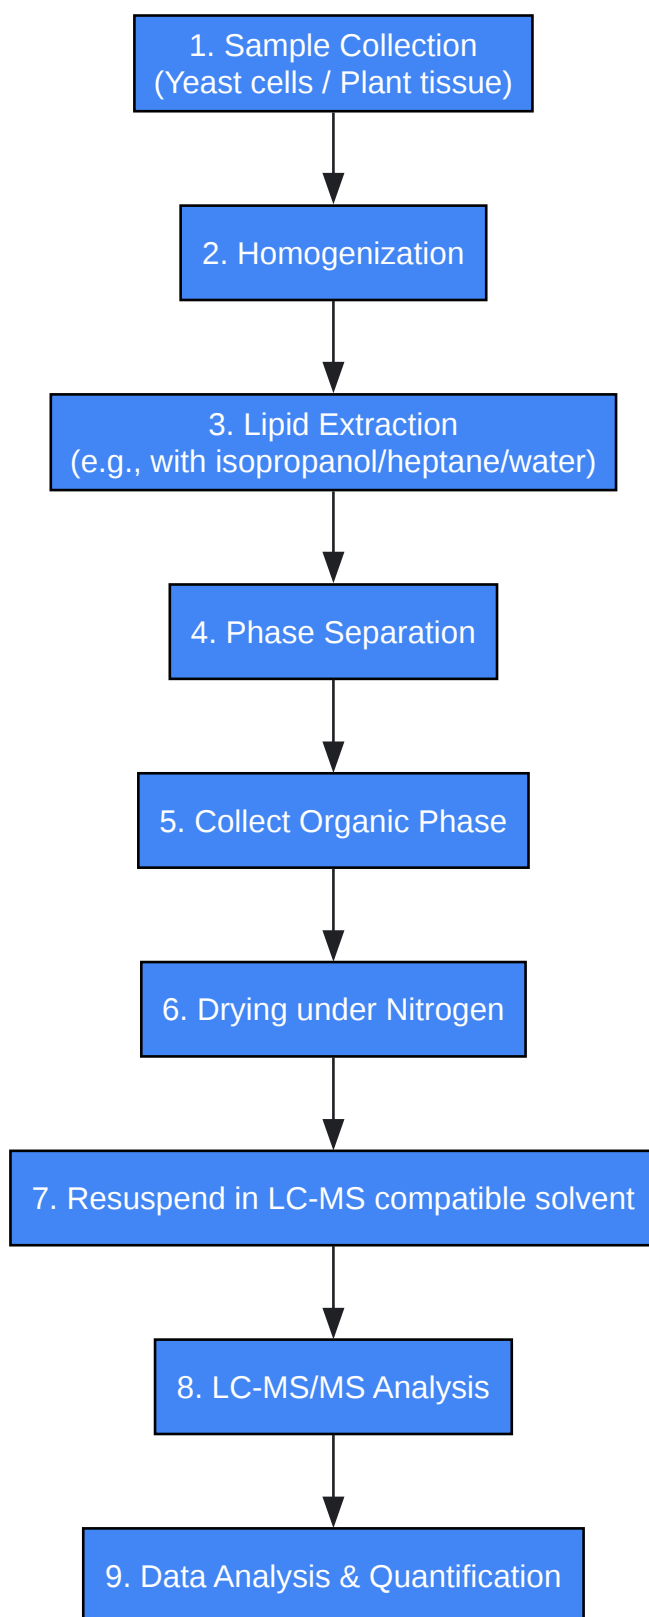 1. Sample Collection
(Yeast cells / Plant tissue)
2. Homogenization
3. Lipid Extraction
(e.g., with isopropanol/heptane/water)
4. Phase Separation
5. Collect Organic Phase
6. Drying under Nitrogen
7. Resuspend in LC-MS compatible solvent
8. LC-MS/MS Analysis
9. Data Analysis & Quantification